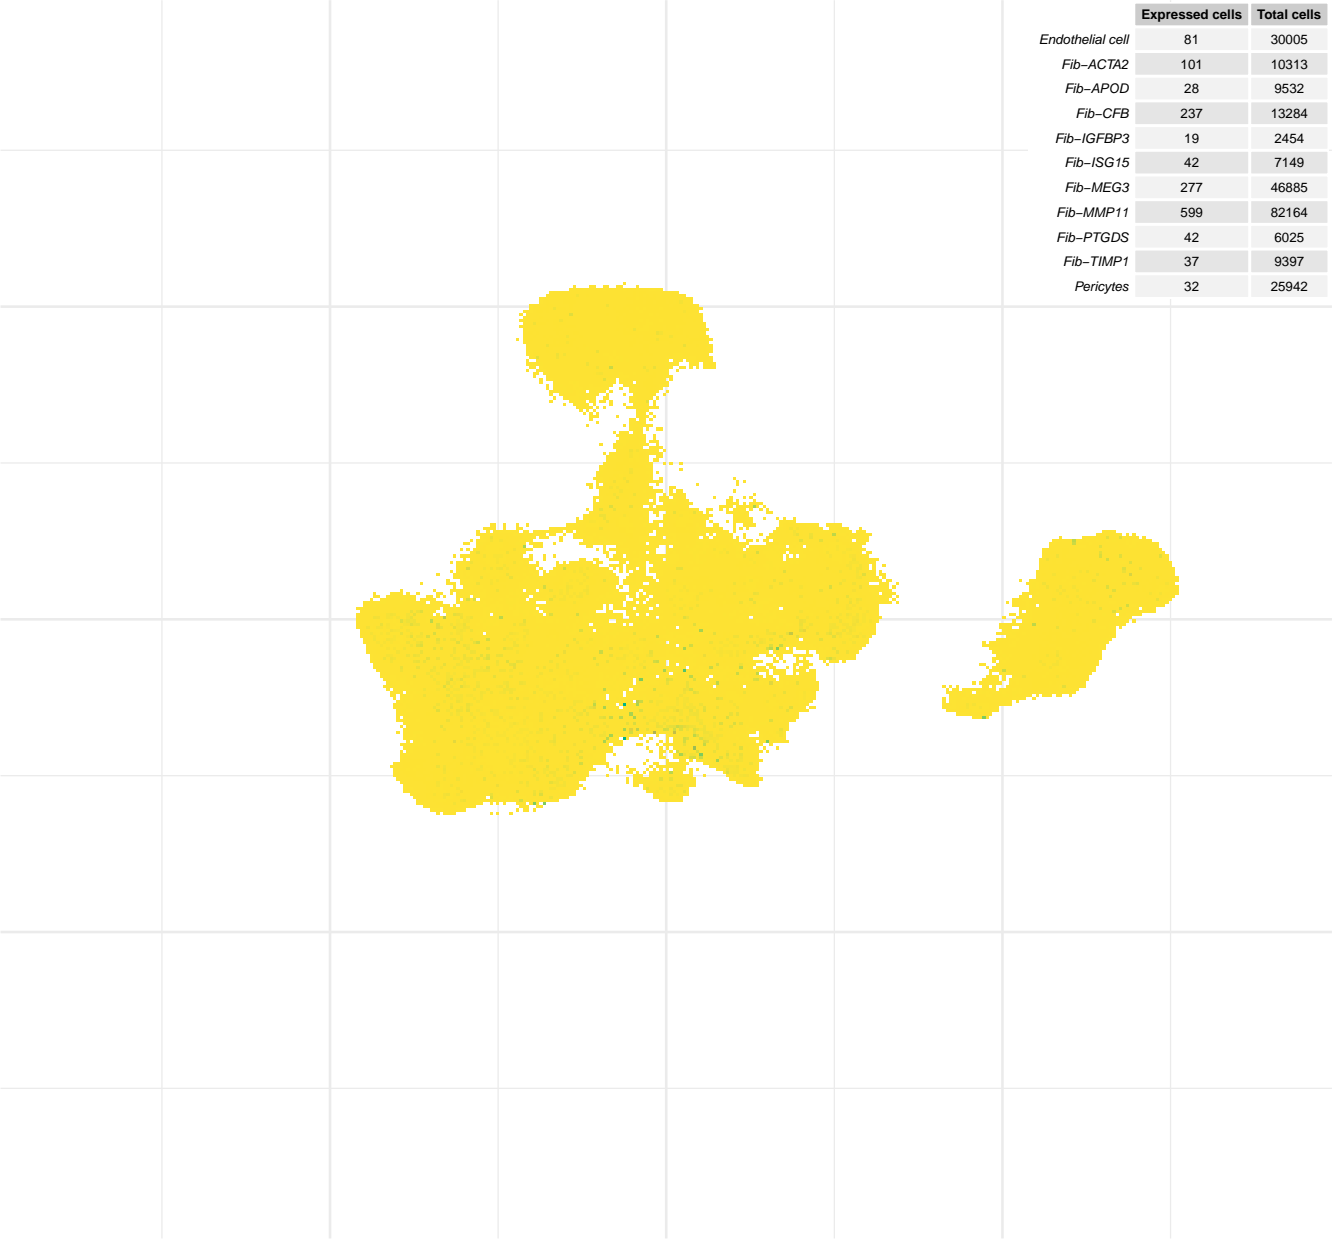 Expressed cells Total cells
Endothelial cell 81 30005
Fib−ACTA2 101 10313
Fib−APOD 28 9532
Fib−CFB 237 13284
Fib−IGFBP3 19 2454
Fib−ISG15 42 7149
Fib−MEG3 277 46885
Fib−MMP11 599 82164
Fib−PTGDS 42 6025
Fib−TIMP1 37 9397
Pericytes 32 25942